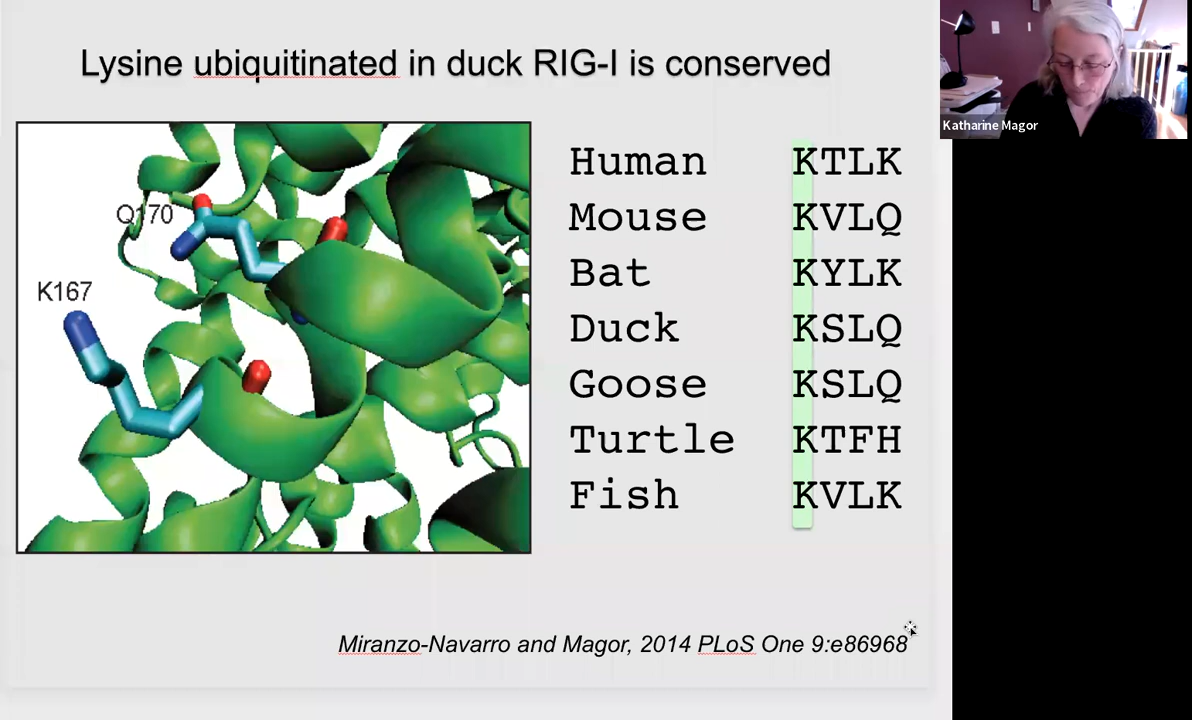 Lysine ubiquitinated in duck RIG-I is conserved
Katharine Magor
Q170
K167
Human KTLK
Mouse KVLQ
Bat KYLK
Duck KSLQ
Goose KSLQ
Turtle KTFH
Fish KVLK
Miranzo-Navarro and Magor, 2014 PLoS One 9:e86968